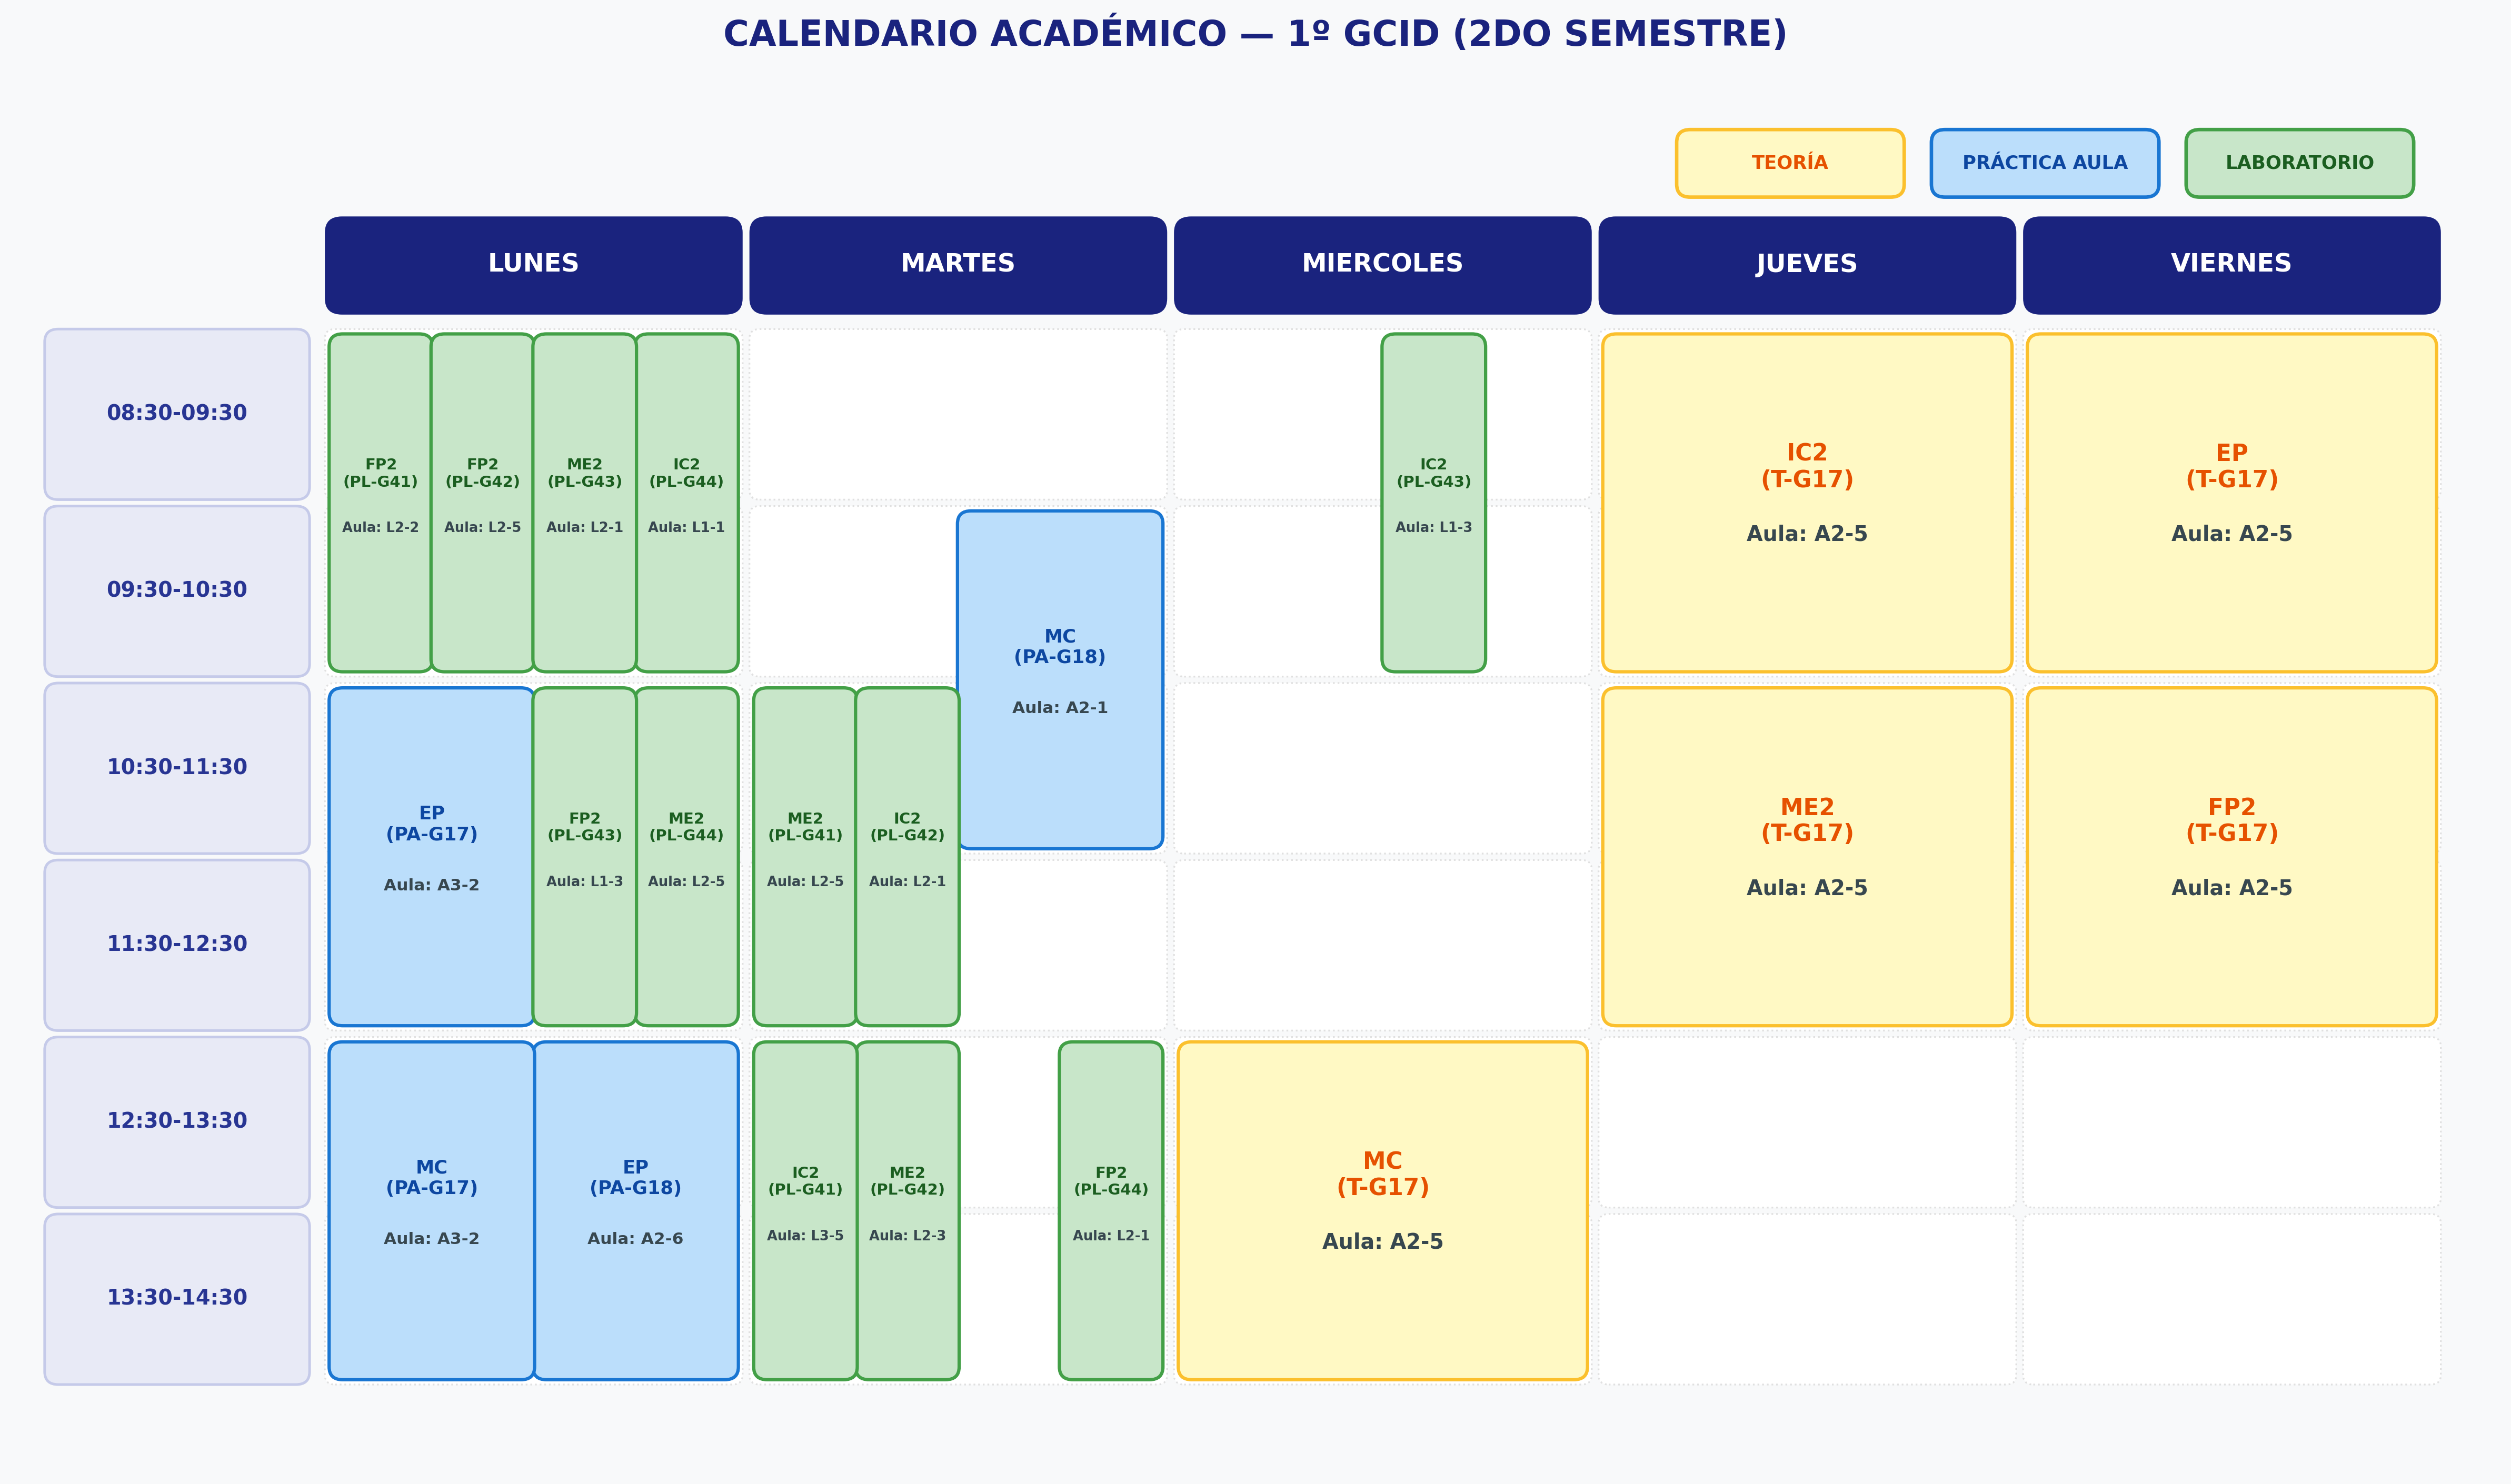 CALENDARIO ACADÉMICO — 1º GCID (2DO SEMESTRE)
TEORÍA
PRÁCTICA AULA
LABORATORIO
LUNES
MARTES
MIERCOLES
JUEVES
VIERNES
08:30-09:30
FP2
(PL-G41)
Aula: L2-2
FP2
(PL-G42)
Aula: L2-5
ME2
(PL-G43)
Aula: L2-1
IC2
(PL-G44)
Aula: L1-1
IC2
(PL-G43)
Aula: L1-3
IC2
(T-G17)
Aula: A2-5
EP
(T-G17)
Aula: A2-5
09:30-10:30
MC
(PA-G18)
Aula: A2-1
10:30-11:30
EP
(PA-G17)
Aula: A3-2
FP2
(PL-G43)
Aula: L1-3
ME2
(PL-G44)
Aula: L2-5
ME2
(PL-G41)
Aula: L2-5
IC2
(PL-G42)
Aula: L2-1
ME2
(T-G17)
Aula: A2-5
FP2
(T-G17)
Aula: A2-5
11:30-12:30
12:30-13:30
MC
(PA-G17)
Aula: A3-2
EP
(PA-G18)
Aula: A2-6
IC2
(PL-G41)
Aula: L3-5
ME2
(PL-G42)
Aula: L2-3
FP2
(PL-G44)
Aula: L2-1
MC
(T-G17)
Aula: A2-5
13:30-14:30